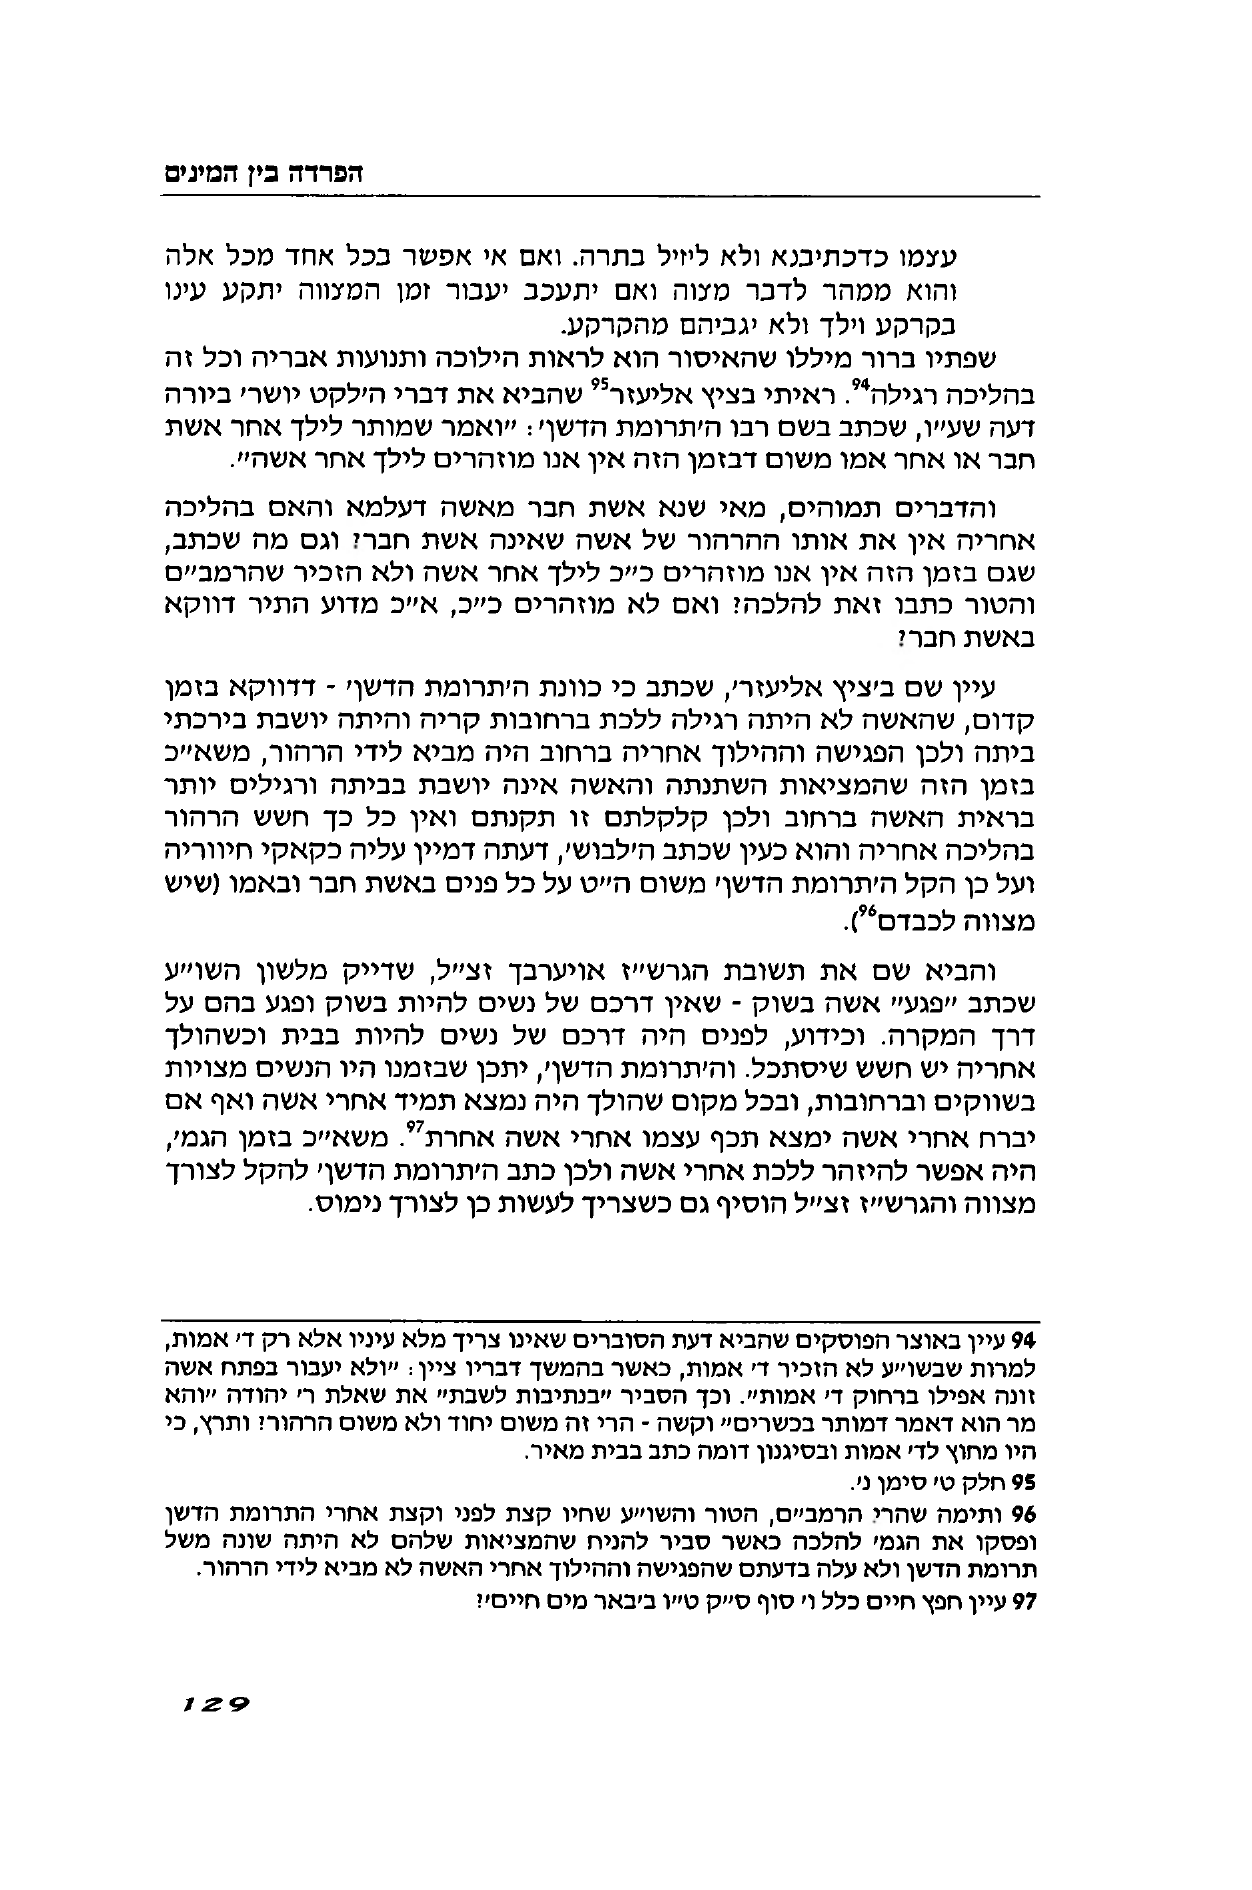 הפרדה בין המינים
עצמו כדכתיבנא ולא ליזיל בתרה. ואם אי אפשר בכל אחד מכל אלה
והוא ממהר לדבר מצוה ואם יתעכב יעבור זמן המצווה יתקע עינו
בקרקע וילך ולא יגביהם מהקרקע.
שפתיו ברור מיללו שהאיסור הוא לראות הילוכה ותנועות אבריה וכל זה
בהליכה רגילה94. ראיתי בציץ אליעזר95 שהביא את דברי ה׳לקט יושר׳ ביורה
דעה שע״ו, שכתב בשם רבו ה׳תרומת הדשן׳: ״ואמר שמותר לילך אחר אשת
חבר או אחר אמו משום דבזמן הזה אין אנו מוזהרים לילך אחר אשה״.
והדברים תמוהים, מאי שנא אשת חבר מאשה דעלמא והאם בהליכה
אחריה אין את אותו ההרהור של אשה שאינה אשת חבר? וגם מה שכתב,
שגם בזמן הזה אין אנו מוזהרים כ״כ לילך אחר אשה ולא הזכיר שהרמב״ם
והטור כתבו זאת להלכה? ואם לא מוזהרים כ״כ, א״כ מדוע התיר דווקא
באשת חבר?
עיין שם ב׳ציץ אליעזר׳, שכתב כי כוונת ה׳תרומת הדשן׳ - דדווקא בזמן
קדום, שהאשה לא היתה רגילה ללכת ברחובות קריה והיתה יושבת בירכתי
ביתה ולכן הפגישה וההילוך אחריה ברחוב היה מביא לידי הרהור, משא״כ
בזמן הזה שהמציאות השתנתה והאשה אינה יושבת בביתה ורגילים יותר
בראית האשה ברחוב ולכן קלקלתם זו תקנתם ואין כל כך חשש הרהור
בהליכה אחריה והוא כעין שכתב ה׳לבוש׳, דעתה דמיין עליה כקאקי חיווריה
ועל כן הקל ה׳תרומת הדשן׳ משום ה״ט על כל פנים באשת חבר ובאמו (שיש
מצווה לכבדם96).
והביא שם את תשובת הגרש״ז אויערבך זצ״ל, שדייק מלשון השו״ע
שכתב ״פגע״ אשה בשוק - שאין דרכם של נשים להיות בשוק ופגע בהם על
דרך המקרה. וכידוע, לפנים היה דרכם של נשים להיות בבית וכשהולך
אחריה יש חשש שיסתכל. וה׳תרומת הדשן׳, יתכן שבזמנו היו הנשים מצויות
בשווקים וברחובות, ובכל מקום שהולך היה נמצא תמיד אחרי אשה ואף אם
יברח אחרי אשה ימצא תכף עצמו אחרי אשה אחרת97. משא״כ בזמן הגמ׳,
היה אפשר להיזהר ללכת אחרי אשה ולכן כתב ה׳תרומת הדשן׳ להקל לצורך
מצווה והגרש״ז זצ״ל הוסיף גם כשצריך לעשות כן לצורך נימוס.
94 עיין באוצר הפוסקים שהביא דעת הסוברים שאינו צריך מלא עיניו אלא רק ד׳ אמות,
למרות שבשו״ע לא הזכיר ד׳ אמות, כאשר בהמשך דבריו ציין: ״ולא יעבור בפתח אשה
זונה אפילו ברחוק ד׳ אמות״. וכך הסביר ״בנתיבות לשבת״ את שאלת ר׳ יהודה ״והא
מר הוא דאמר דמותר בכשרים״ וקשה - הרי זה משום יחוד ולא משום הרהור? ותרץ, כי
היו מחוץ לד׳ אמות ובסיגנון דומה כתב בבית מאיר.
95 חלק ט׳ סימן נ׳.
96 ותימה שהרי הרמב״ם, הטור והשו״ע שחיו קצת לפני וקצת אחרי התרומת הדשן
ופסקו את הגמ׳ להלכה כאשר סביר להניח שהמציאות שלהם לא היתה שונה משל
תרומת הדשן ולא עלה בדעתם שהפגישה וההילוך אחרי האשה לא מביא לידי הרהור.
97 עיין חפץ חיים כלל ו׳ סוף ס״ק ט״ו ב׳באר מים חיים׳!
129